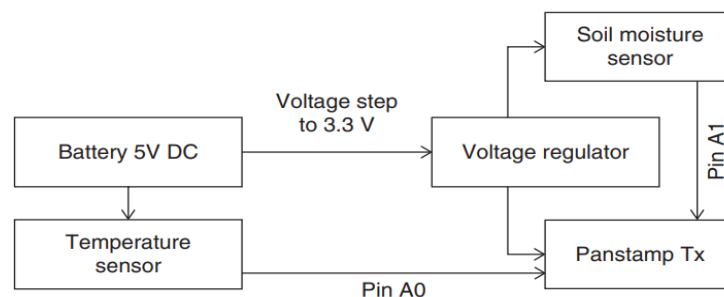 Soil moisture
sensor
Voltage step
to 3.3 V
Battery 5V DC
Voltage regulator
Pin A1
Temperature
sensor
Panstamp Tx
Pin A0